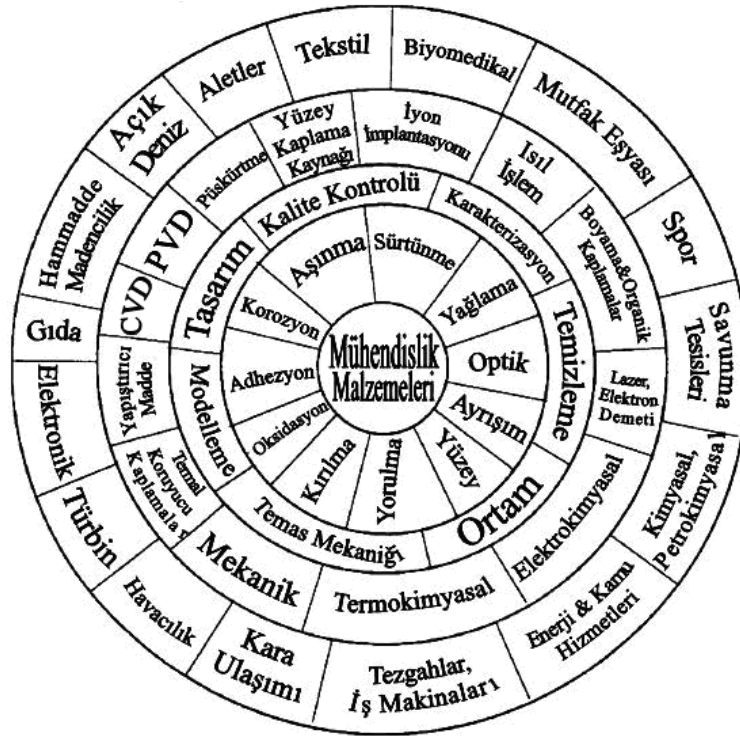 Mühendislik
Malzemeleri
Aşınma
Sürtünme
Yağlama
Optik
Ayrışım
Yüzey
Yorulma
Kırılma
Oksidasyon
Adhezyon
Korozyon
Kalite Kontrolü
Karakterizasyon
Temizleme
Ortam
Temas Mekaniği
Modelleme
Tasarım
Püskürtme
Yüzey
Kaplama
Kaynağı
İyon
İmplantasyonu
Isıl
İşlem
Boyama&Organik
Kaplamalar
Lazer,
Elektron
Demeti
Elektrokimyasal
Termokimyasal
Mekanik
Termal
Koruyucu
Kaplamalar
Yapıştırıcı
Madde
CVD
PVD
Açık
Deniz
Aletler
Tekstil
Biyomedikal
Mutfak Eşyası
Spor
Savunma
Tesisleri
Kimyasal,
Petrokimyasal
Enerji & Kamu
Hizmetleri
Tezgahlar,
İş Makinaları
Kara
Ulaşımı
Havacılık
Türbin
Elektronik
Gıda
Hammadde
Madencilik